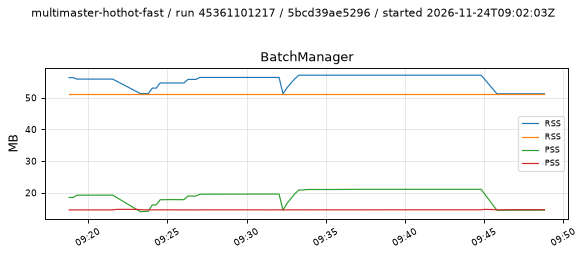 multimaster-hothot-fast / run 45361101217 / 5bcd39ae5296 / started 2026-11-24T09:02:03Z
BatchManager
MB
50
40
30
20
RSS
RSS
PSS
PSS
09:20
09:25
09:30
09:35
09:40
09:45
09:50